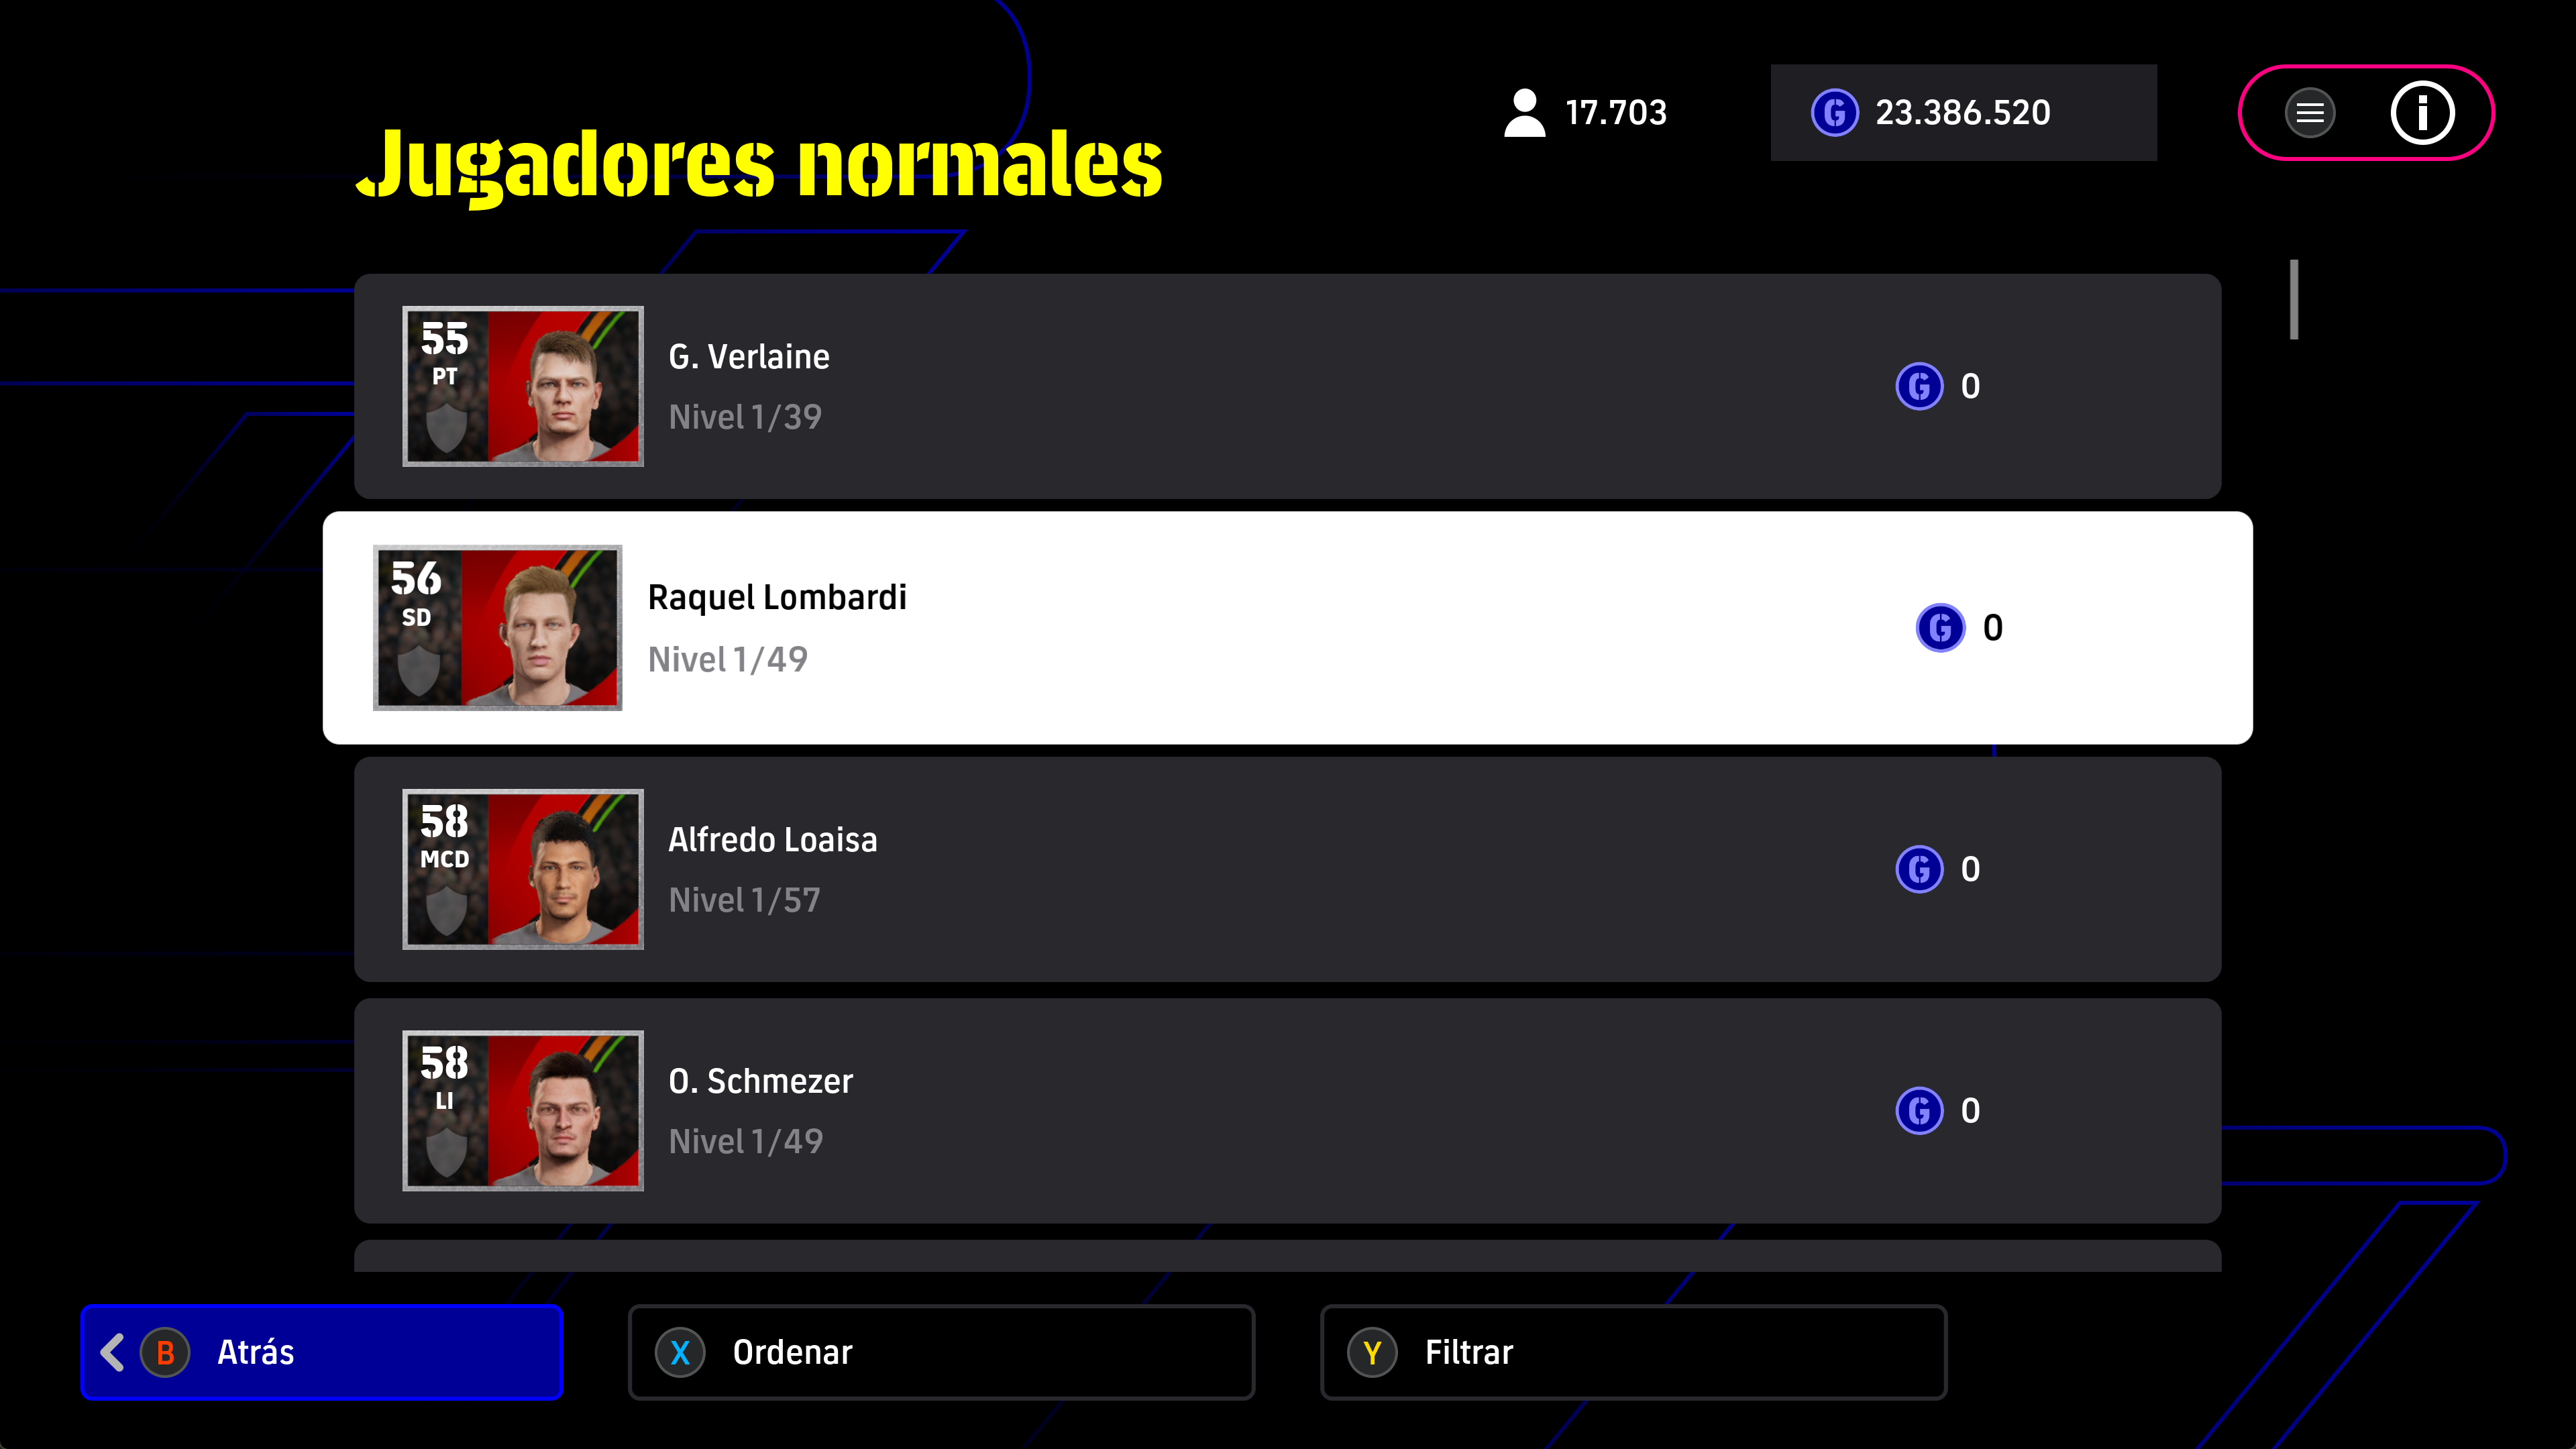 17.703
G 23.386.520
Jugadores normales
55
PT
G. Verlaine
Nivel 1/39
G 0
56
SD
Raquel Lombardi
Nivel 1/49
G 0
58
MCD
Alfredo Loaisa
Nivel 1/57
G 0
58
LI
O. Schmezer
Nivel 1/49
G 0
B Atrás
X Ordenar
Y Filtrar